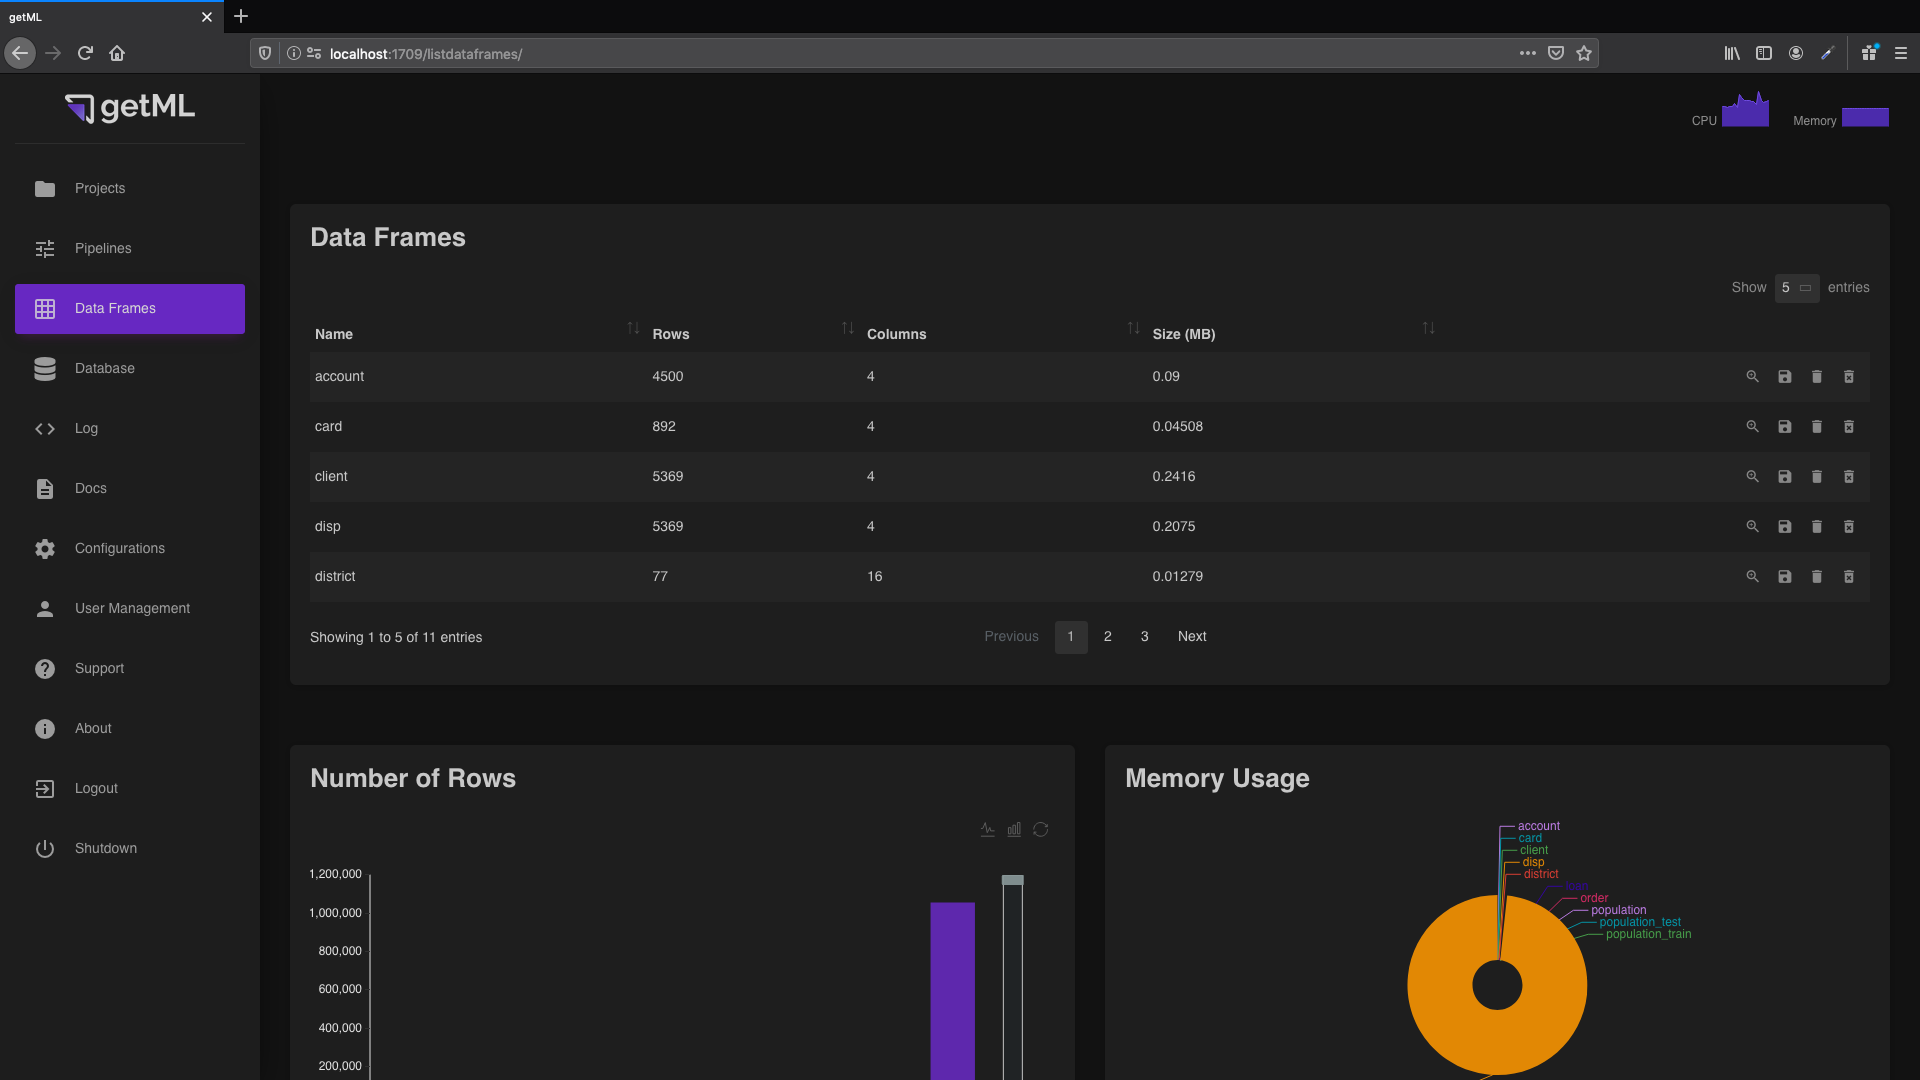 getML
localhost:1709/listdataframes/
getML
CPU
Memory
Projects
Pipelines
Data Frames
Database
Log
Docs
Configurations
User Management
Support
About
Logout
Shutdown
Data Frames
Show 5 entries
Name Rows Columns Size (MB)
account 4500 4 0.09
card 892 4 0.04508
client 5369 4 0.2416
disp 5369 4 0.2075
district 77 16 0.01279
Showing 1 to 5 of 11 entries
Previous 1 2 3 Next
Number of Rows
1,200,000
1,000,000
800,000
600,000
400,000
200,000
Memory Usage
account
card
client
disp
district
order
population
population_test
population_train